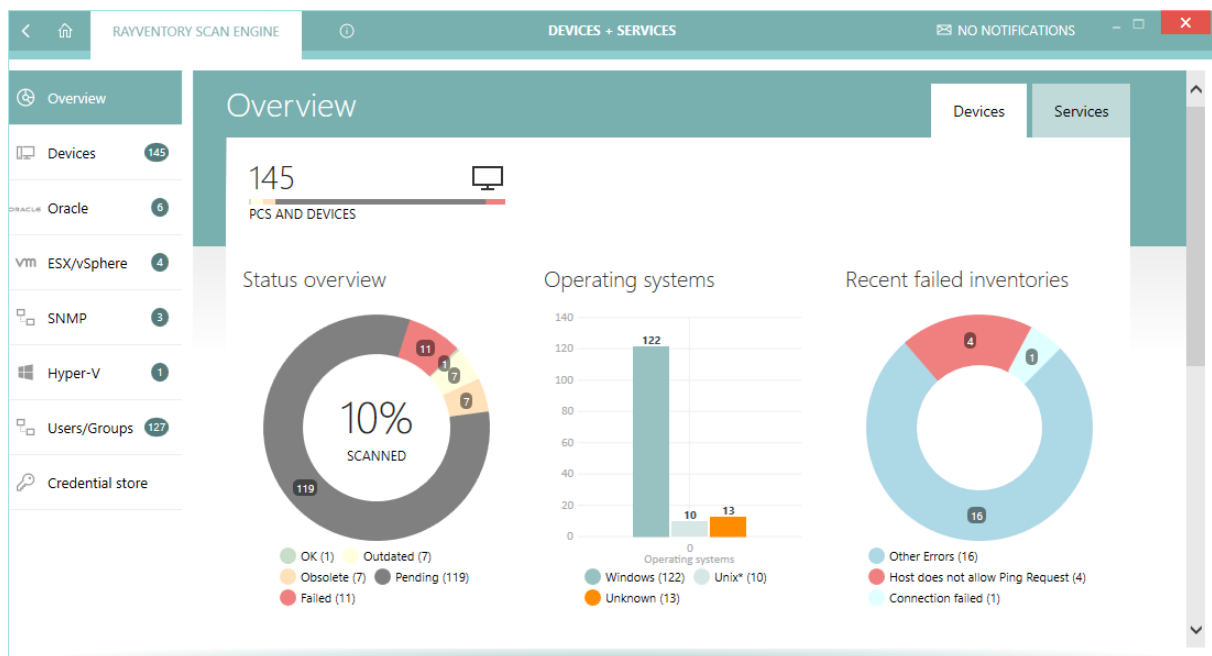 RAYVENTORY SCAN ENGINE
DEVICES + SERVICES
NO NOTIFICATIONS
Overview
Devices 145
ORACLE Oracle 6
vm ESX/vSphere 4
SNMP 3
Hyper-V 1
Users/Groups 127
Credential store
Overview
Devices Services
145
PCS AND DEVICES
Status overview
11
1
7
7
10%
SCANNED
119
OK (1) Outdated (7)
Obsolete (7) Pending (119)
Failed (11)
Operating systems
140
120
100
80
60
40
20
0
122
10
13
0
Operating systems
Windows (122) Unix* (10)
Unknown (13)
Recent failed inventories
4
1
16
Other Errors (16)
Host does not allow Ping Request (4)
Connection failed (1)